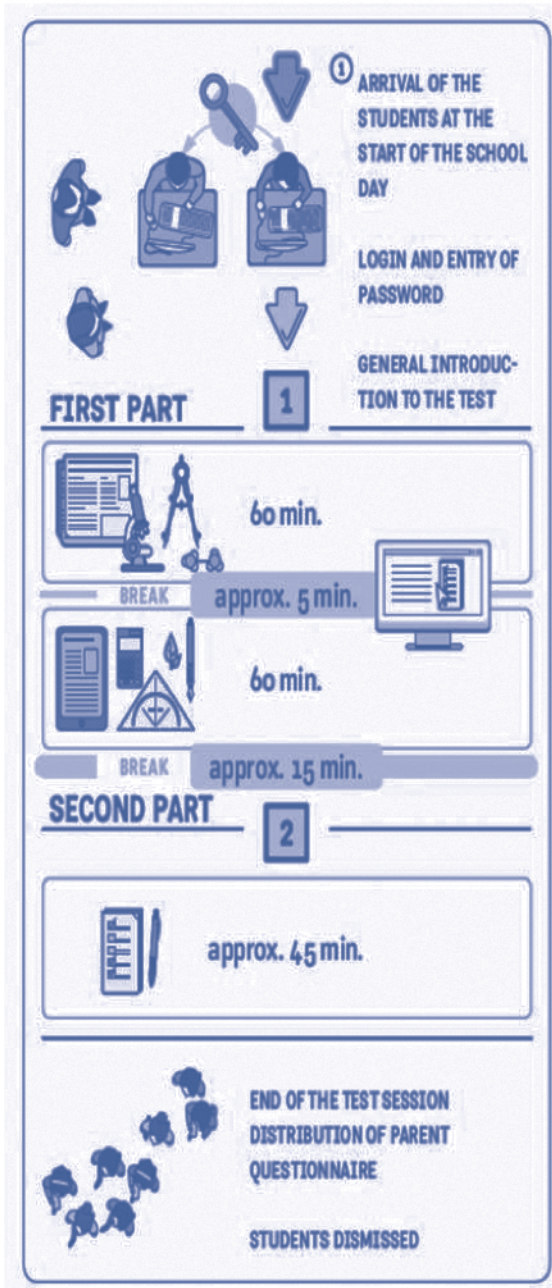 1 ARRIVAL OF THE
STUDENTS AT THE
START OF THE SCHOOL
DAY
LOGIN AND ENTRY OF
PASSWORD
GENERAL INTRODUC-
TION TO THE TEST
FIRST PART
1
60 min.
BREAK
approx. 5 min.
60 min.
BREAK
approx. 15 min.
SECOND PART
2
approx. 45 min.
END OF THE TEST SESSION
DISTRIBUTION OF PARENT
QUESTIONNAIRE
STUDENTS DISMISSED